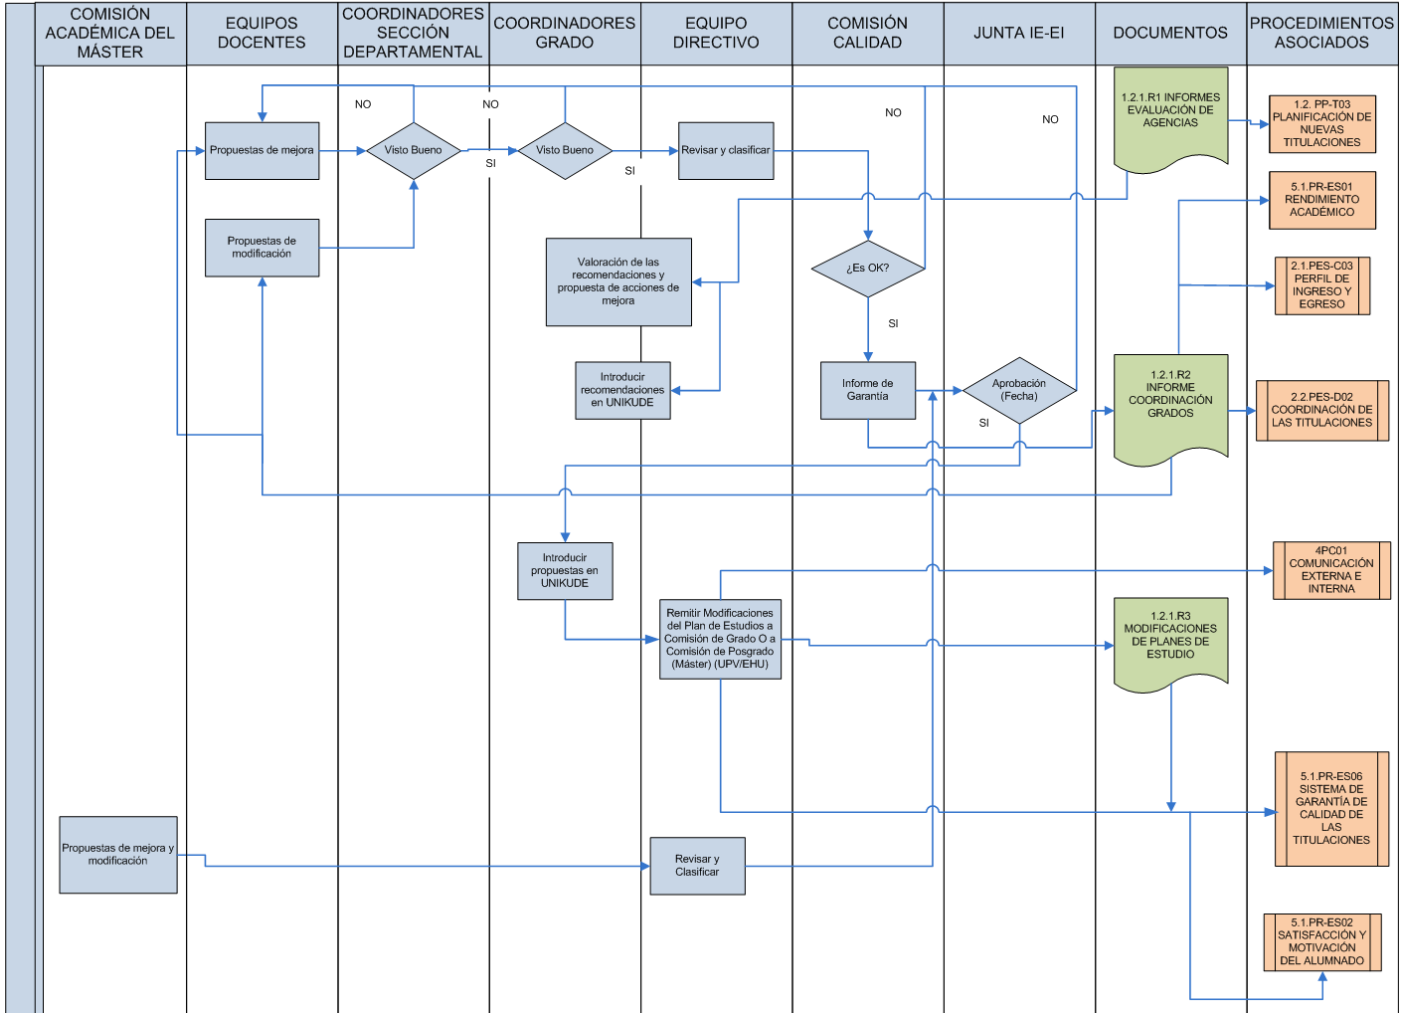 COMISIÓN
ACADÉMICA DEL
MÁSTER
EQUIPOS
DOCENTES
COORDINADORES
SECCIÓN
DEPARTAMENTAL
COORDINADORES
GRADO
EQUIPO
DIRECTIVO
COMISIÓN
CALIDAD
JUNTA IE-EI
DOCUMENTOS
PROCEDIMIENTOS
ASOCIADOS
NO
NO
NO
NO
1.2.1.R1 INFORMES
EVALUACIÓN DE
AGENCIAS
1.2. PP-T03
PLANIFICACIÓN DE
NUEVAS
TITULACIONES
Propuestas de mejora
Visto Bueno
SI
Visto Bueno
SI
Revisar y clasificar
5.1.PR-ES01
RENDIMIENTO
ACADÉMICO
Propuestas de
modificación
Valoración de las
recomendaciones y
propuesta de acciones de
mejora
¿Es OK?
2.1.PES-C03
PERFIL DE
INGRESO Y
EGRESO
SI
Introducir
recomendaciones
en UNIKUDE
Informe de
Garantía
Aprobación
(Fecha)
SI
1.2.1.R2
INFORME
COORDINACIÓN
GRADOS
2.2.PES-D02
COORDINACIÓN DE
LAS TITULACIONES
Introducir
propuestas en
UNIKUDE
4PC01
COMUNICACIÓN
EXTERNA E
INTERNA
Remitir Modificaciones
del Plan de Estudios a
Comisión de Grado O a
Comisión de Posgrado
(Máster) (UPV/EHU)
1.2.1.R3
MODIFICACIONES
DE PLANES DE
ESTUDIO
5.1.PR-ES06
SISTEMA DE
GARANTÍA DE
CALIDAD DE
LAS
TITULACIONES
Propuestas de mejora y
modificación
Revisar y
Clasificar
5.1.PR-ES02
SATISFACCIÓN Y
MOTIVACIÓN
DEL ALUMNADO